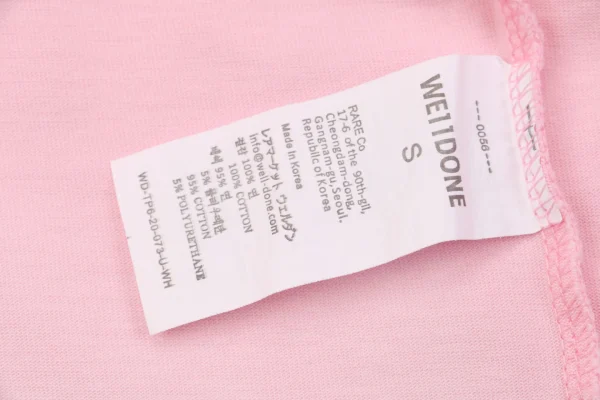 --- 0056 ---
WE11DONE
S
RARE Co
17-6 of the 90th-gil,
Cheongdam-dong,
Gangnam-gu, seoul.
Republic of Korea
Made in Korea
レアマーケット ウェルダン
Info@well-done.com
겉감 100% 면
100% COTTON
배색 95% 면
5% 폴리우레탄
95% COTTON
5% POLYURETHANE
WD-TP6-20-073-U-WH